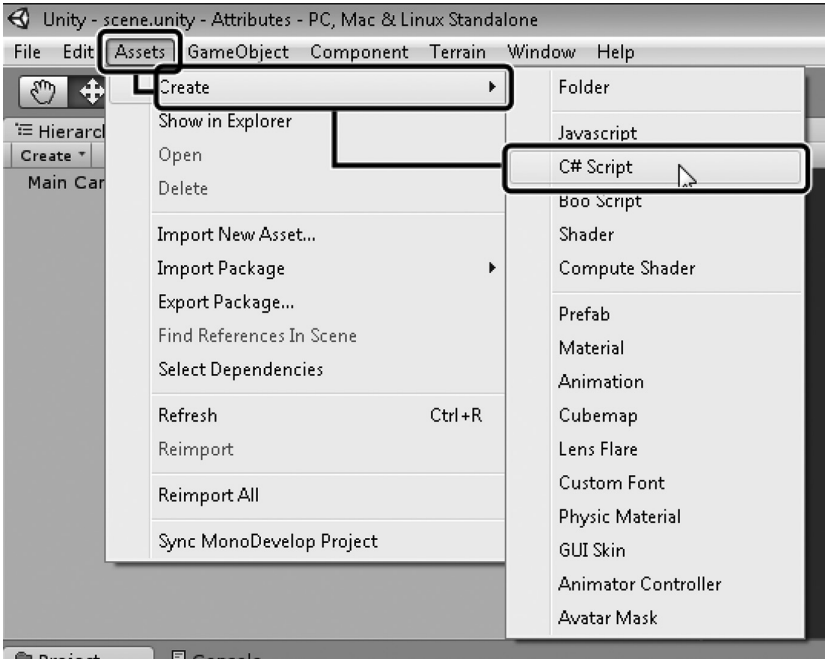 Unity - scene.unity - Attributes - PC, Mac & Linux Standalone
File Edit Assets GameObject Component Terrain Window Help
Create
Show in Explorer
Open
Delete
Import New Asset...
Import Package
Export Package...
Find References In Scene
Select Dependencies
Refresh Ctrl+R
Reimport
Reimport All
Sync MonoDevelop Project
Folder
Javascript
C# Script
Boo Script
Shader
Compute Shader
Prefab
Material
Animation
Cubemap
Lens Flare
Custom Font
Physic Material
GUI Skin
Animator Controller
Avatar Mask
Hierarc
Create
Main Car
Project Console